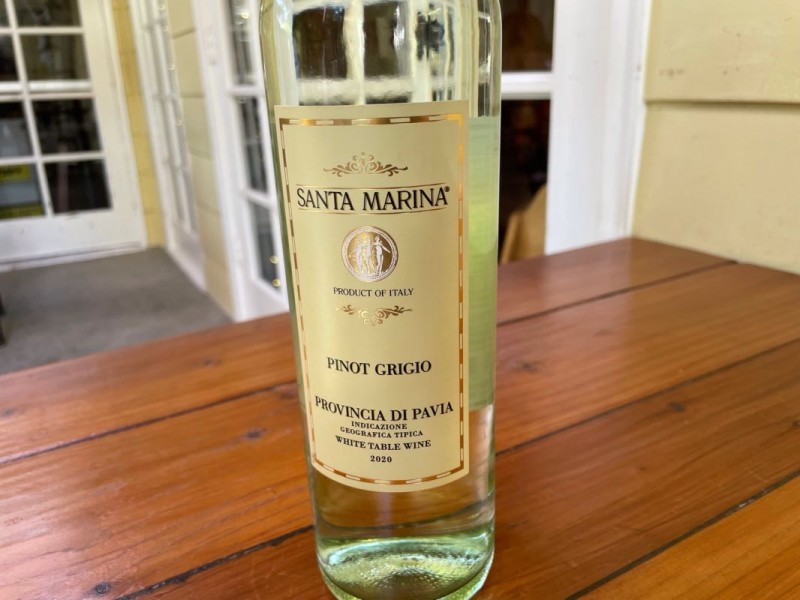 SANTA MARINA®
PRODUCT OF ITALY
PINOT GRIGIO
PROVINCIA DI PAVIA
INDICAZIONE
GEOGRAFICA TIPICA
WHITE TABLE WINE
2020